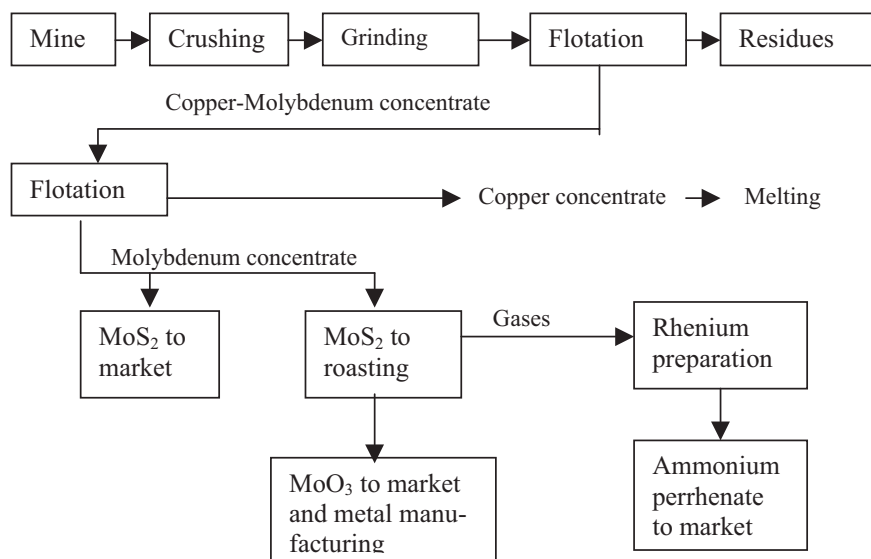 Mine
Crushing
Grinding
Flotation
Residues
Copper-Molybdenum concentrate
Flotation
Copper concentrate
Melting
Molybdenum concentrate
MoS₂ to
market
MoS₂ to
roasting
Gases
Rhenium
preparation
MoO₃ to market
and metal manu-
facturing
Ammonium
perrhenate
to market